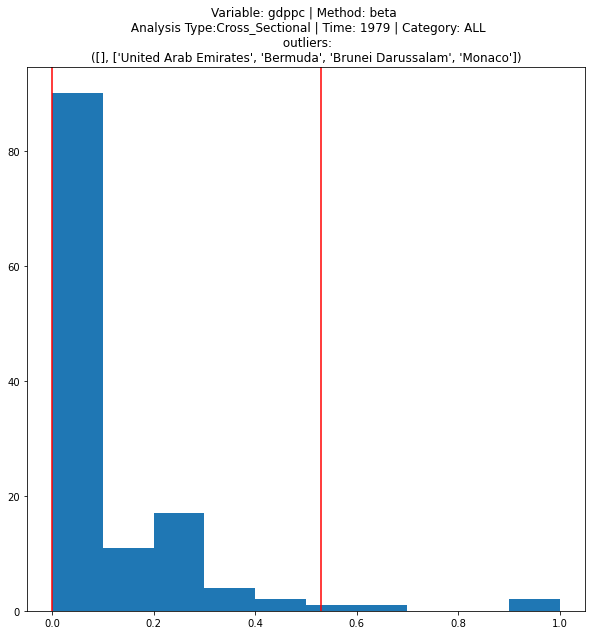 Variable: gdppc | Method: beta
Analysis Type:Cross_Sectional | Time: 1979 | Category: ALL
outliers:
([], ['United Arab Emirates', 'Bermuda', 'Brunei Darussalam', 'Monaco'])
80
60
40
20
0
0.0 0.2 0.4 0.6 0.8 1.0